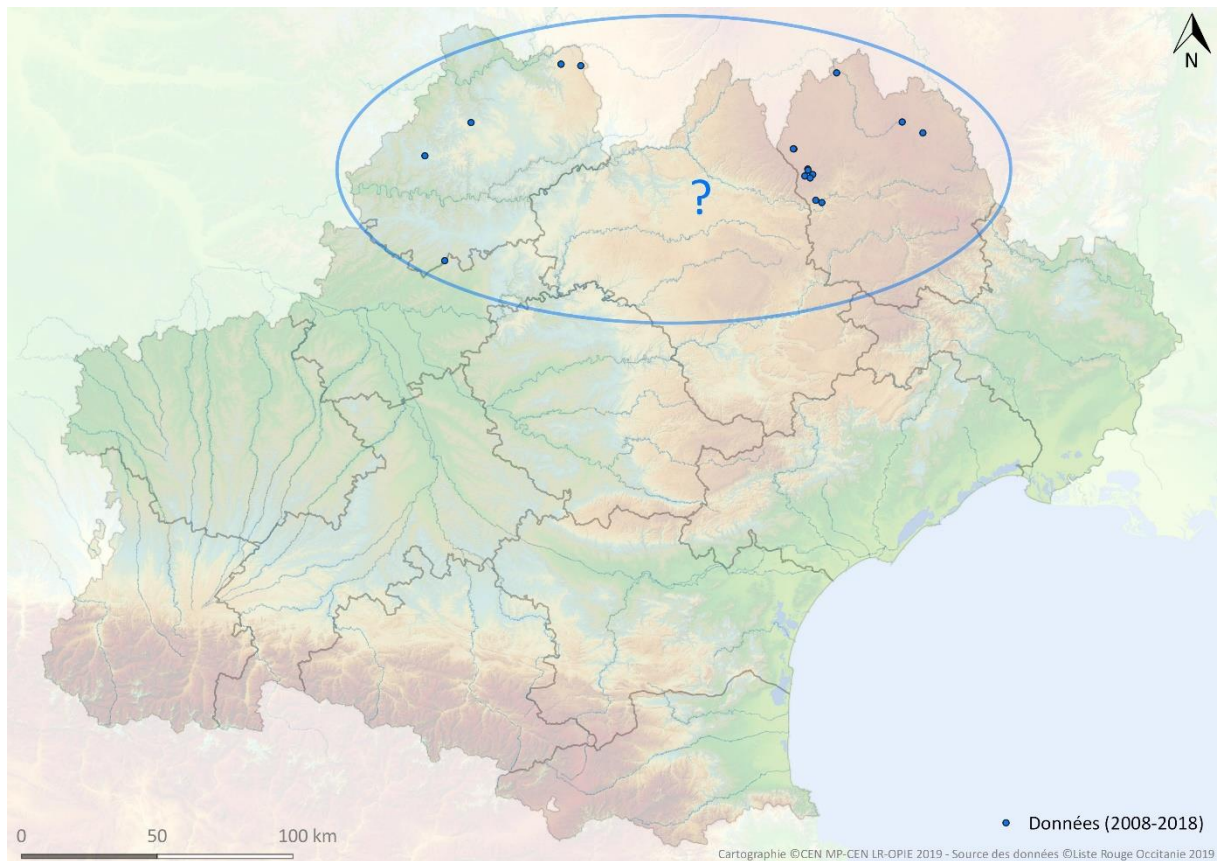 N
?
0 50 100 km
Données (2008-2018)
Cartographie ©CEN MP-CEN LR-OPIE 2019 - Source des données ©Liste Rouge Occitanie 2019